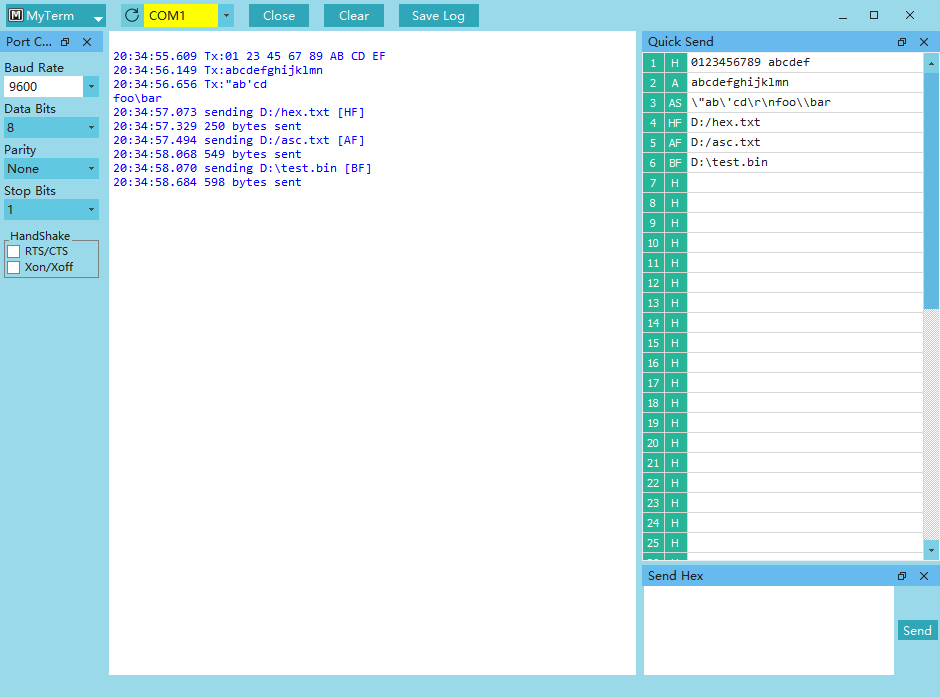 MyTerm COM1 Close Clear Save Log
Port C...
Baud Rate
9600
Data Bits
8
Parity
None
Stop Bits
1
HandShake
RTS/CTS
Xon/Xoff
20:34:55.609 Tx:01 23 45 67 89 AB CD EF
20:34:56.149 Tx:abcdefghijklmn
20:34:56.656 Tx:"ab'cd
foo\bar
20:34:57.073 sending D:/hex.txt [HF]
20:34:57.329 250 bytes sent
20:34:57.494 sending D:/asc.txt [AF]
20:34:58.068 549 bytes sent
20:34:58.070 sending D:\test.bin [BF]
20:34:58.684 598 bytes sent
Quick Send
1 H 0123456789 abcdef
2 A abcdefghijklmn
3 AS \"ab\'cd\r\nfoo\\bar
4 HF D:/hex.txt
5 AF D:/asc.txt
6 BF D:\test.bin
7 H
8 H
9 H
10 H
11 H
12 H
13 H
14 H
15 H
16 H
17 H
18 H
19 H
20 H
21 H
22 H
23 H
24 H
25 H
Send Hex
Send